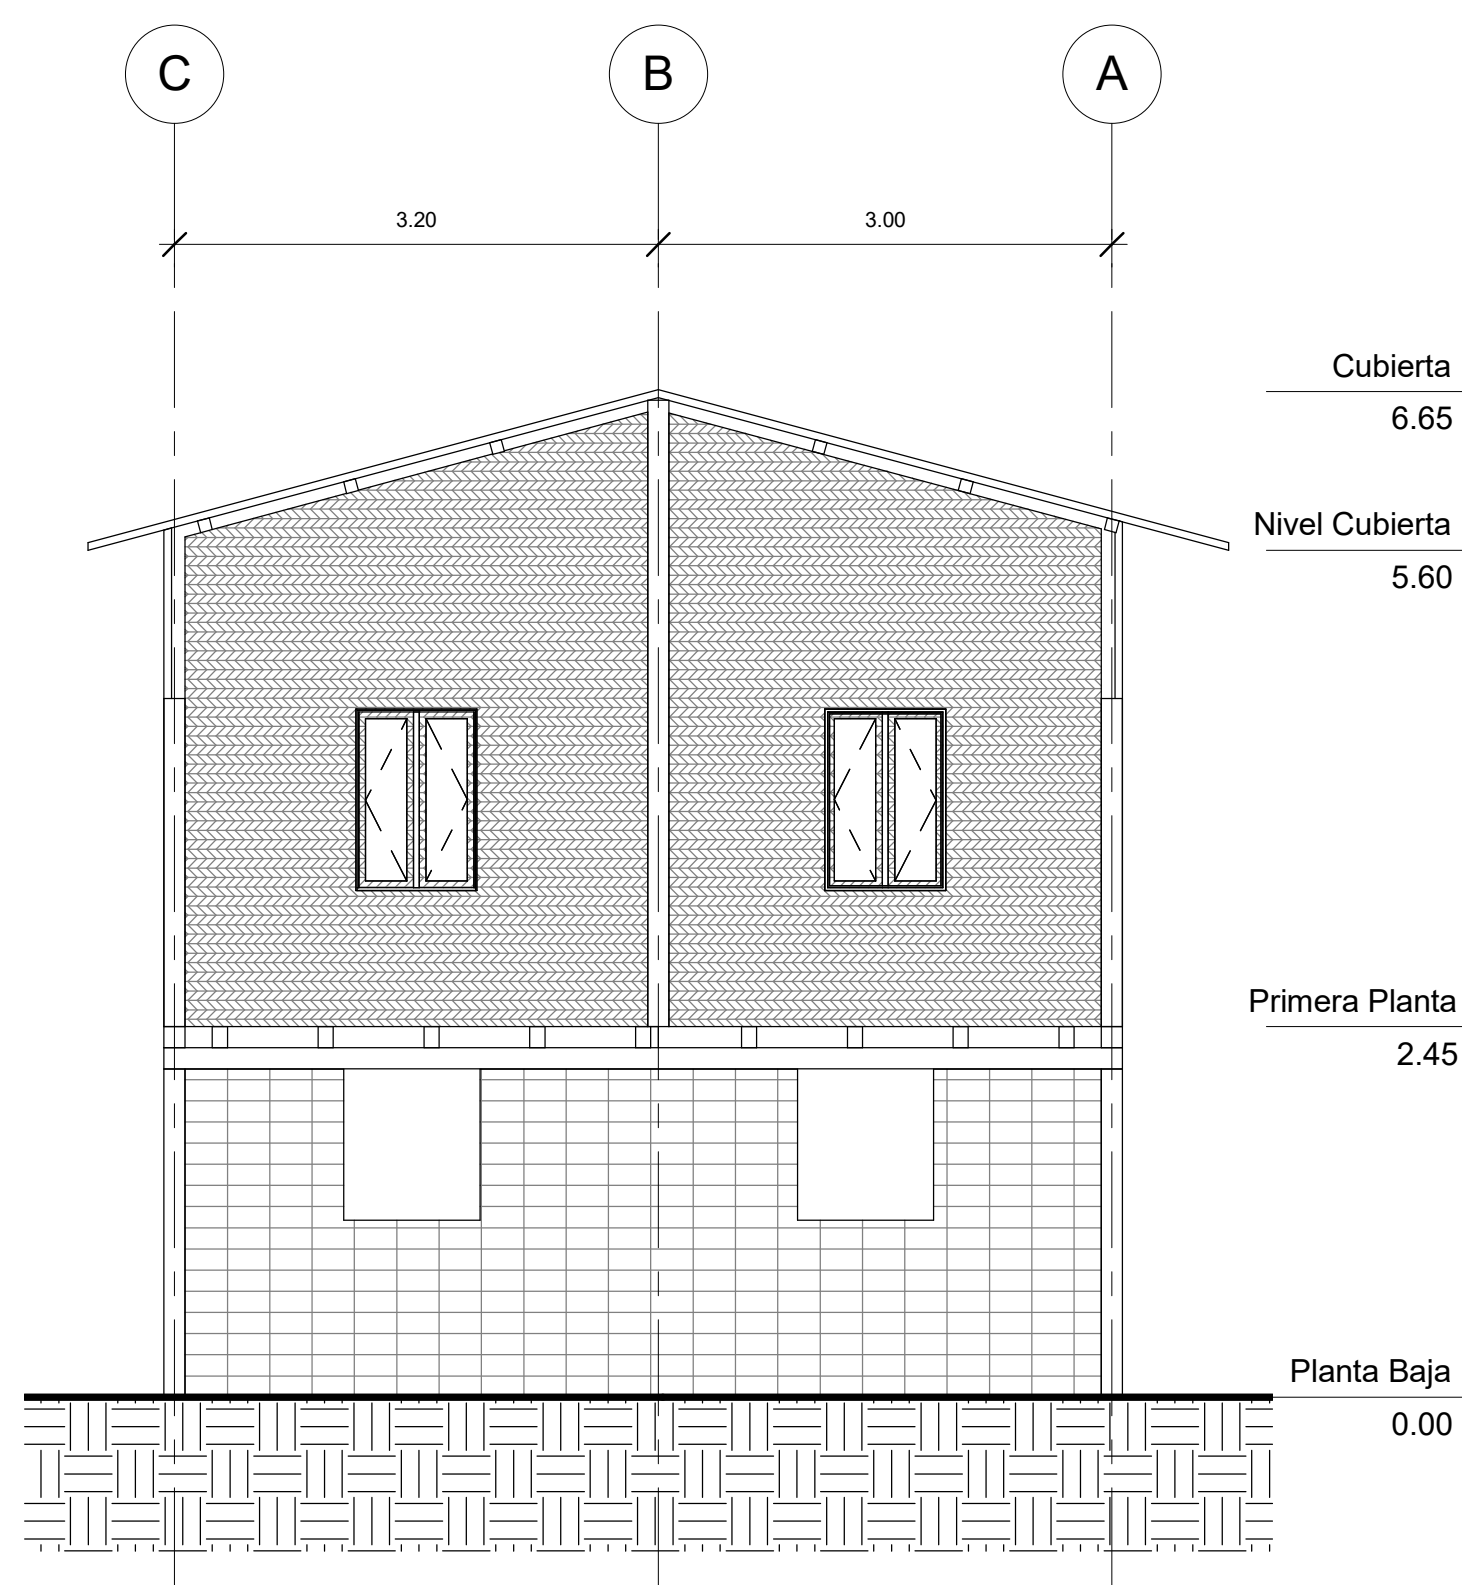 C
B
A
3.20
3.00
Cubierta
6.65
Nivel Cubierta
5.60
Primera Planta
2.45
Planta Baja
0.00